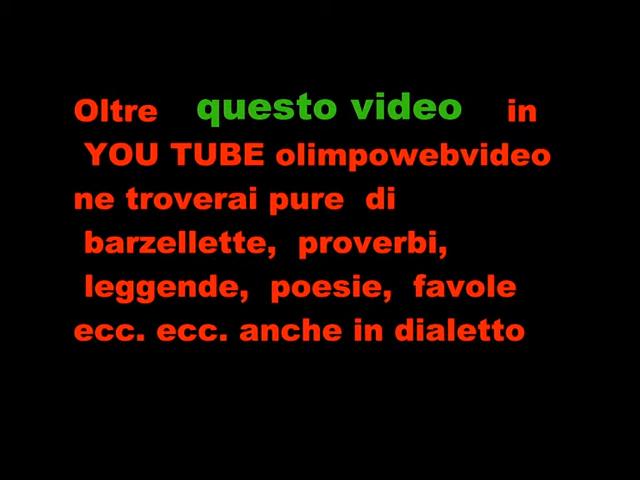 Oltre questo video in
YOU TUBE olimpowebvideo
ne troverai pure di
barzellette, proverbi,
leggende, poesie, favole
ecc. ecc. anche in dialetto